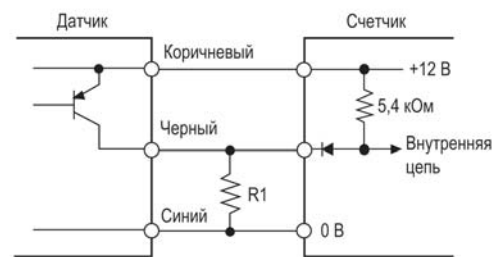 Датчик
Счетчик
Коричневый
+12 В
5,4 кОм
Черный
Внутренняя
цепь
R1
Синий
0 В